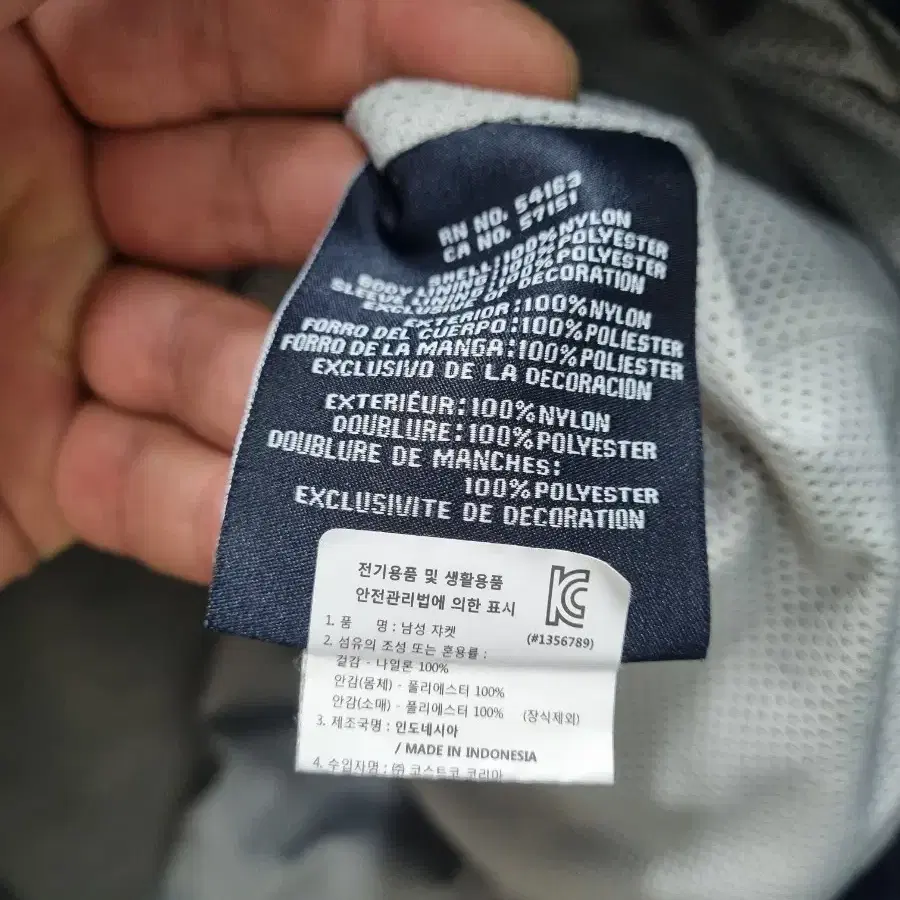 RN NO. 54163
CA NO. 57151
BODY SHELL:100%NYLON
BODY LINING:100%POLYESTER
SLEEVE LINING:100%POLYESTER
EXCLUSINE OF DECORATION
EXTERIOR:100%NYLON
FORRO DEL CUERPO:100%POLIESTER
FORRO DE LA MANGA:100%POLIESTER
EXCLUSIVO DE LA DECORACION
EXTERIÉUR:100%NYLON
DOUBLURE:100%POLYESTER
DOUBLURE DE MANCHES:
100%POLYESTER
EXCLUSIVITE DE DECORATION
전기용품 및 생활용품
안전관리법에 의한 표시
KC
(#1356789)
1. 품 명 : 남성 쟈켓
2. 섬유의 조성 또는 혼용률 :
겉감 - 나일론 100%
안감(몸체) - 폴리에스터 100%
안감(소매) - 폴리에스터 100% (장식제외)
3. 제조국명 : 인도네시아
/ MADE IN INDONESIA
4. 수입자명 : ㈜ 코스트코 코리아